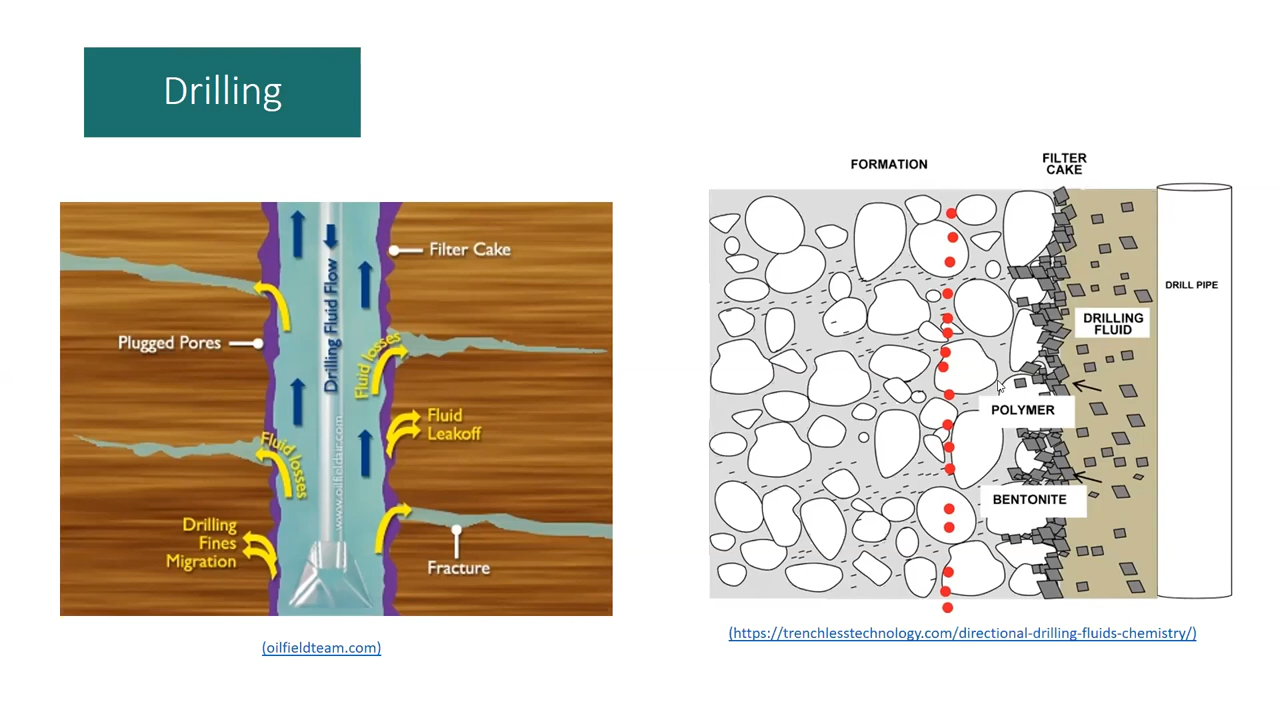 Drilling
Filter Cake
Drilling Fluid Flow
Plugged Pores
Fluid losses
Fluid
Leakoff
Fluid losses
Drilling
Fines
Migration
Fracture
www.oilfieldair.com
(oilfieldteam.com)
FORMATION
FILTER
CAKE
DRILL PIPE
DRILLING
FLUID
POLYMER
BENTONITE
(https://trenchlesstechnology.com/directional-drilling-fluids-chemistry/)